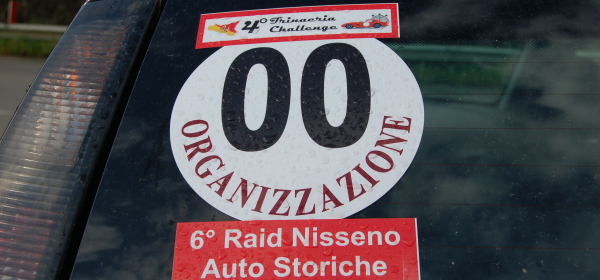 4° Trinacria
Challenge
00
ORGANIZZAZIONE
6° Raid Nisseno
Auto Storiche